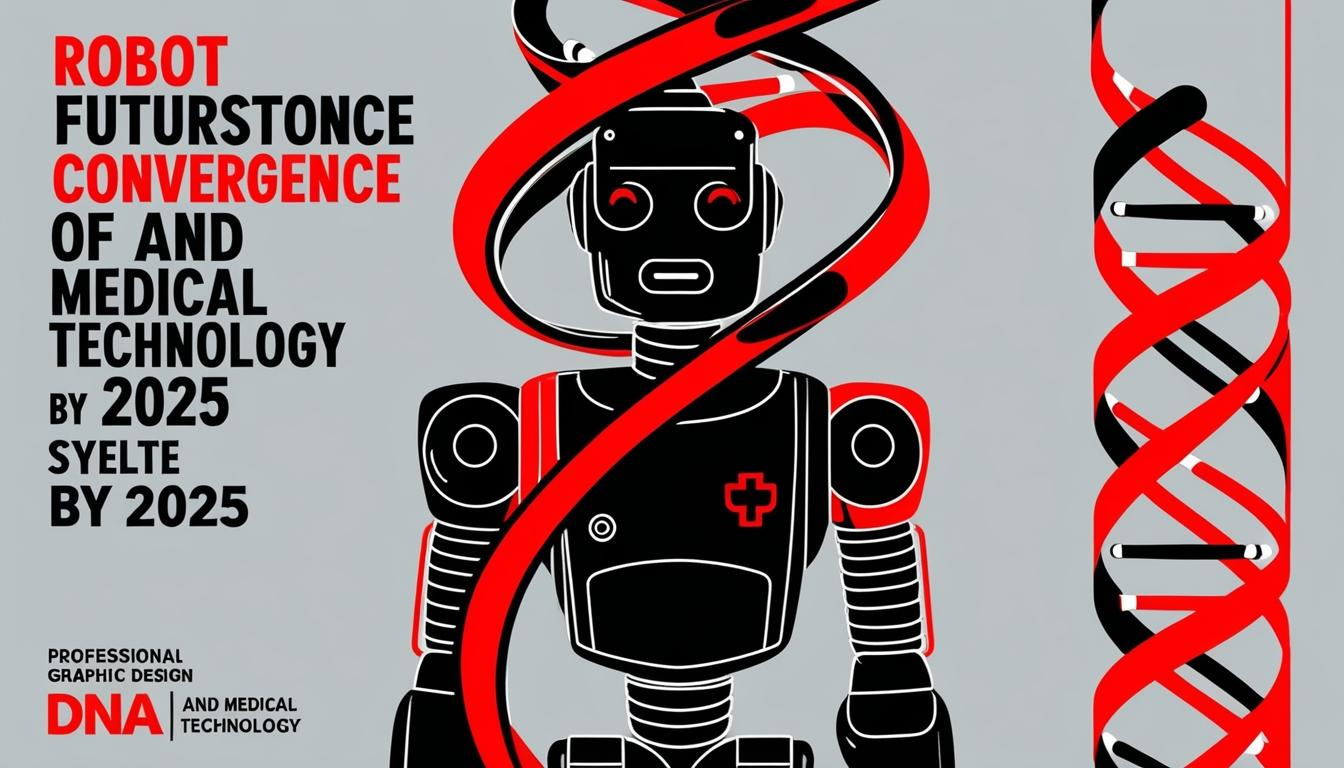 ROBOT
FUTURSTONCE
CONVERGENCE
OF AND
MEDICAL
TECHNOLOGY
BY 2025
SYELTE
BY 2025
PROFESSIONAL
GRAPHIC DESIGN
DNA
AND MEDICAL
TECHNOLOGY